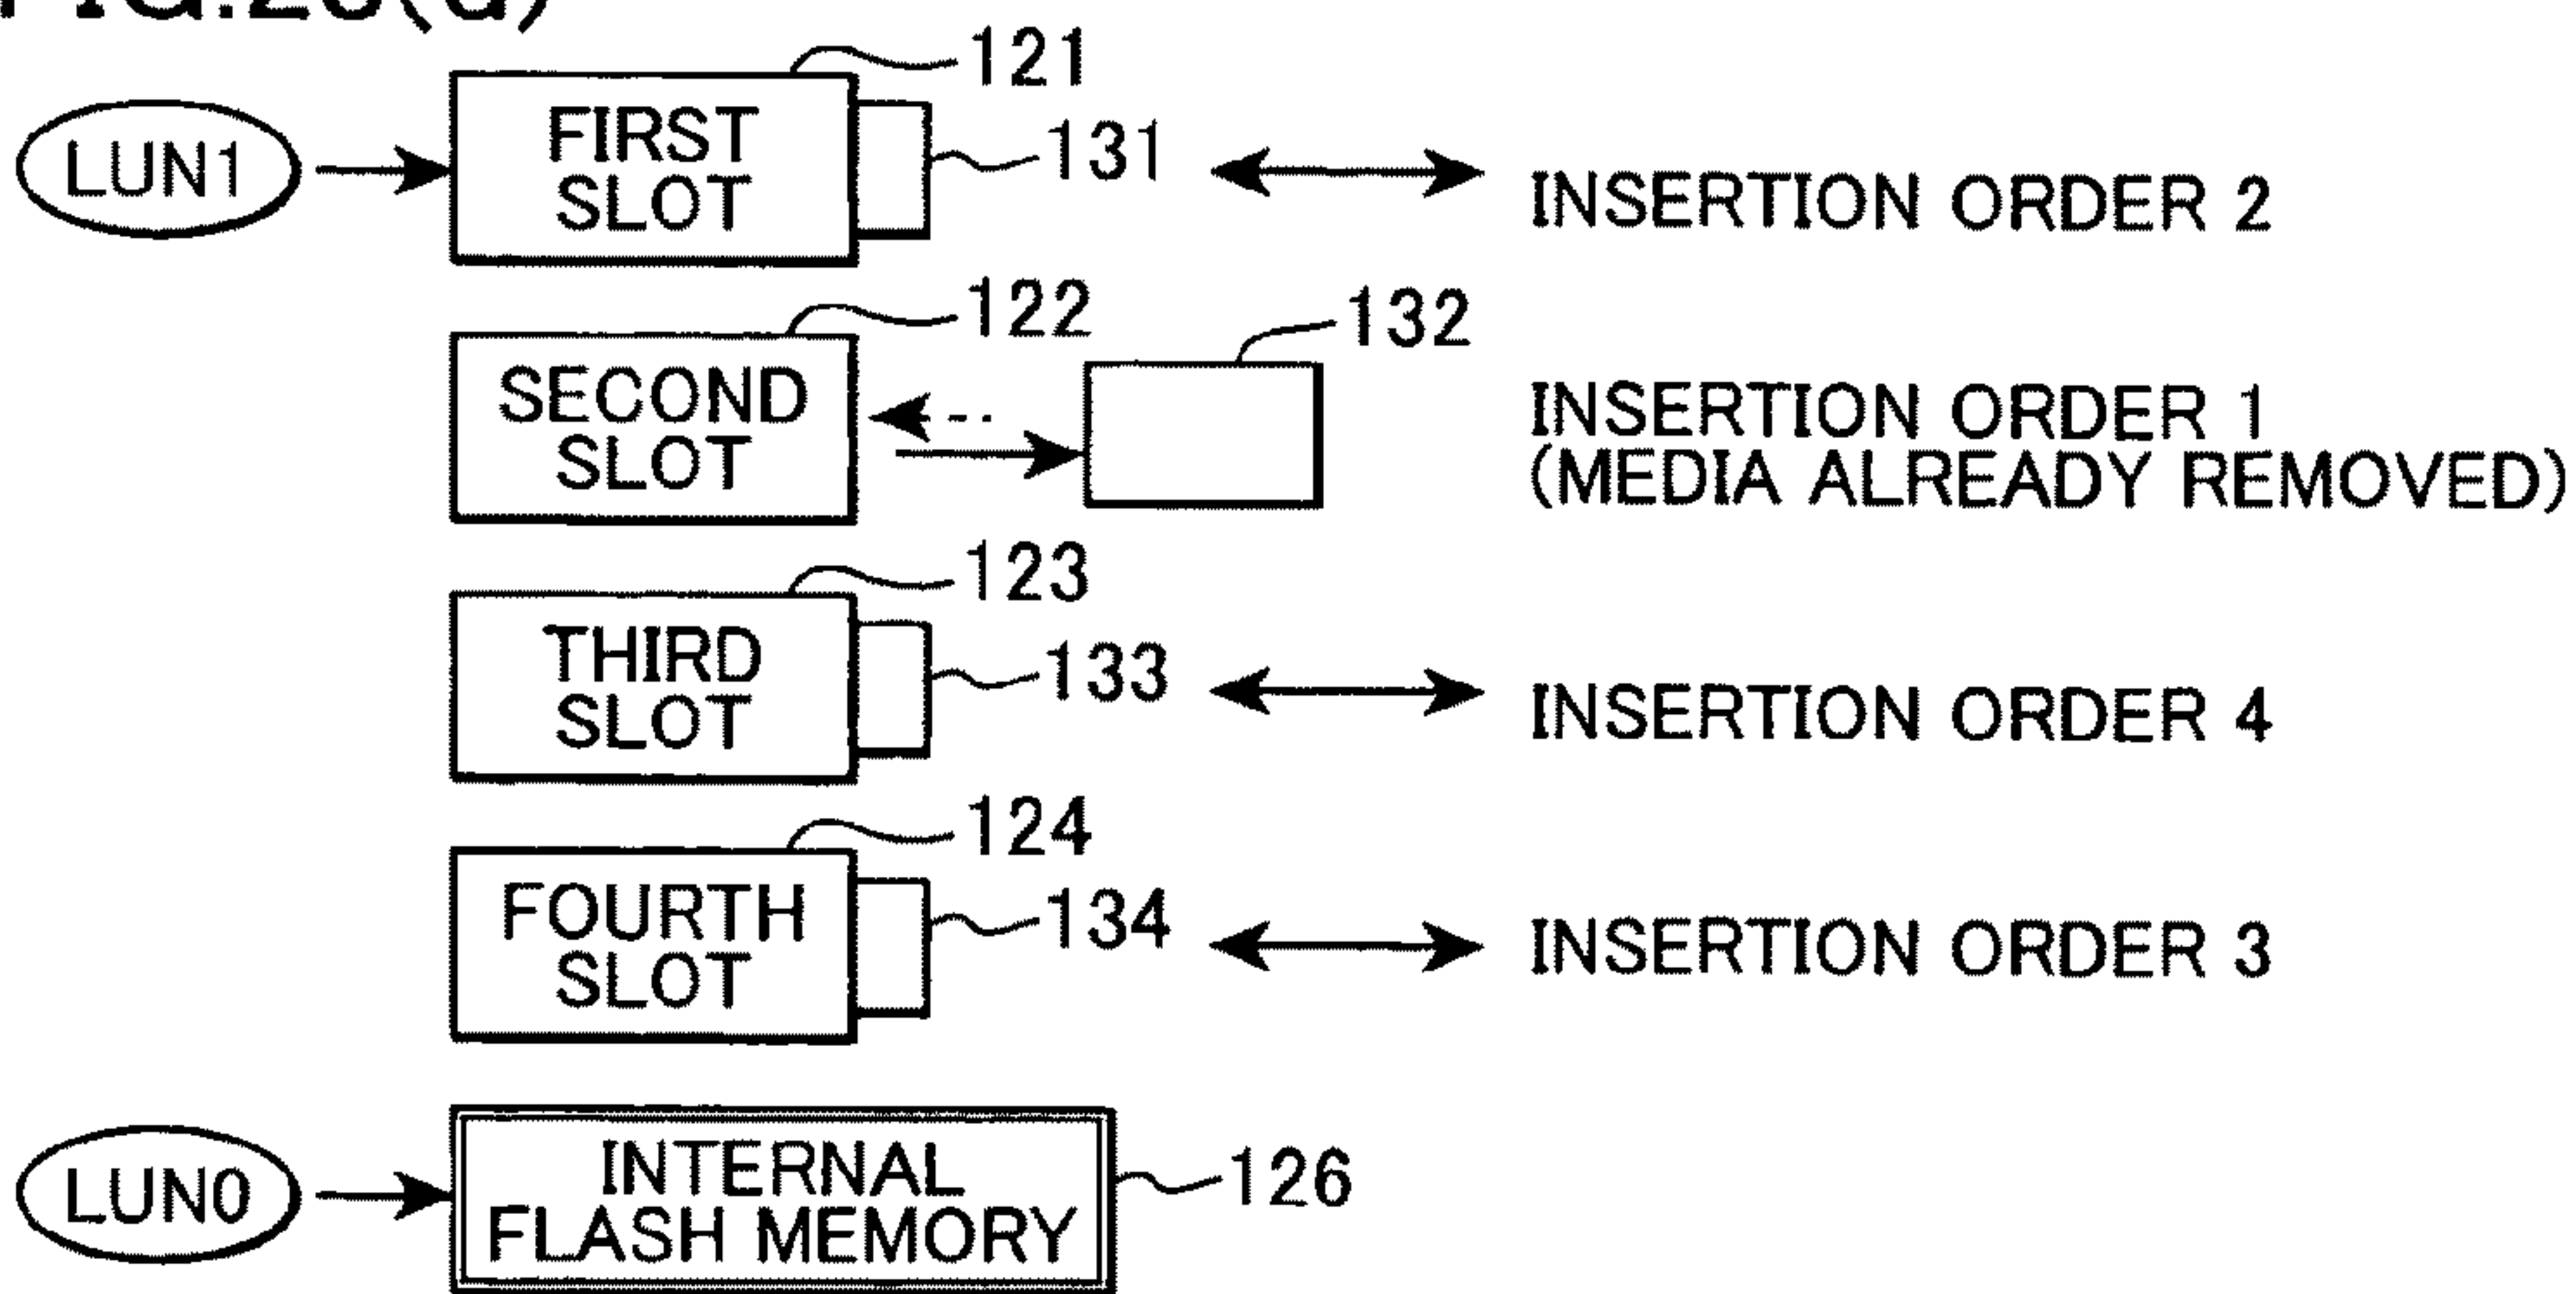 121
LUN1
FIRST
SLOT
131
INSERTION ORDER 2
122
132
SECOND
SLOT
INSERTION ORDER 1
(MEDIA ALREADY REMOVED)
123
THIRD
SLOT
133
INSERTION ORDER 4
124
FOURTH
SLOT
134
INSERTION ORDER 3
LUN0
INTERNAL
FLASH MEMORY
126